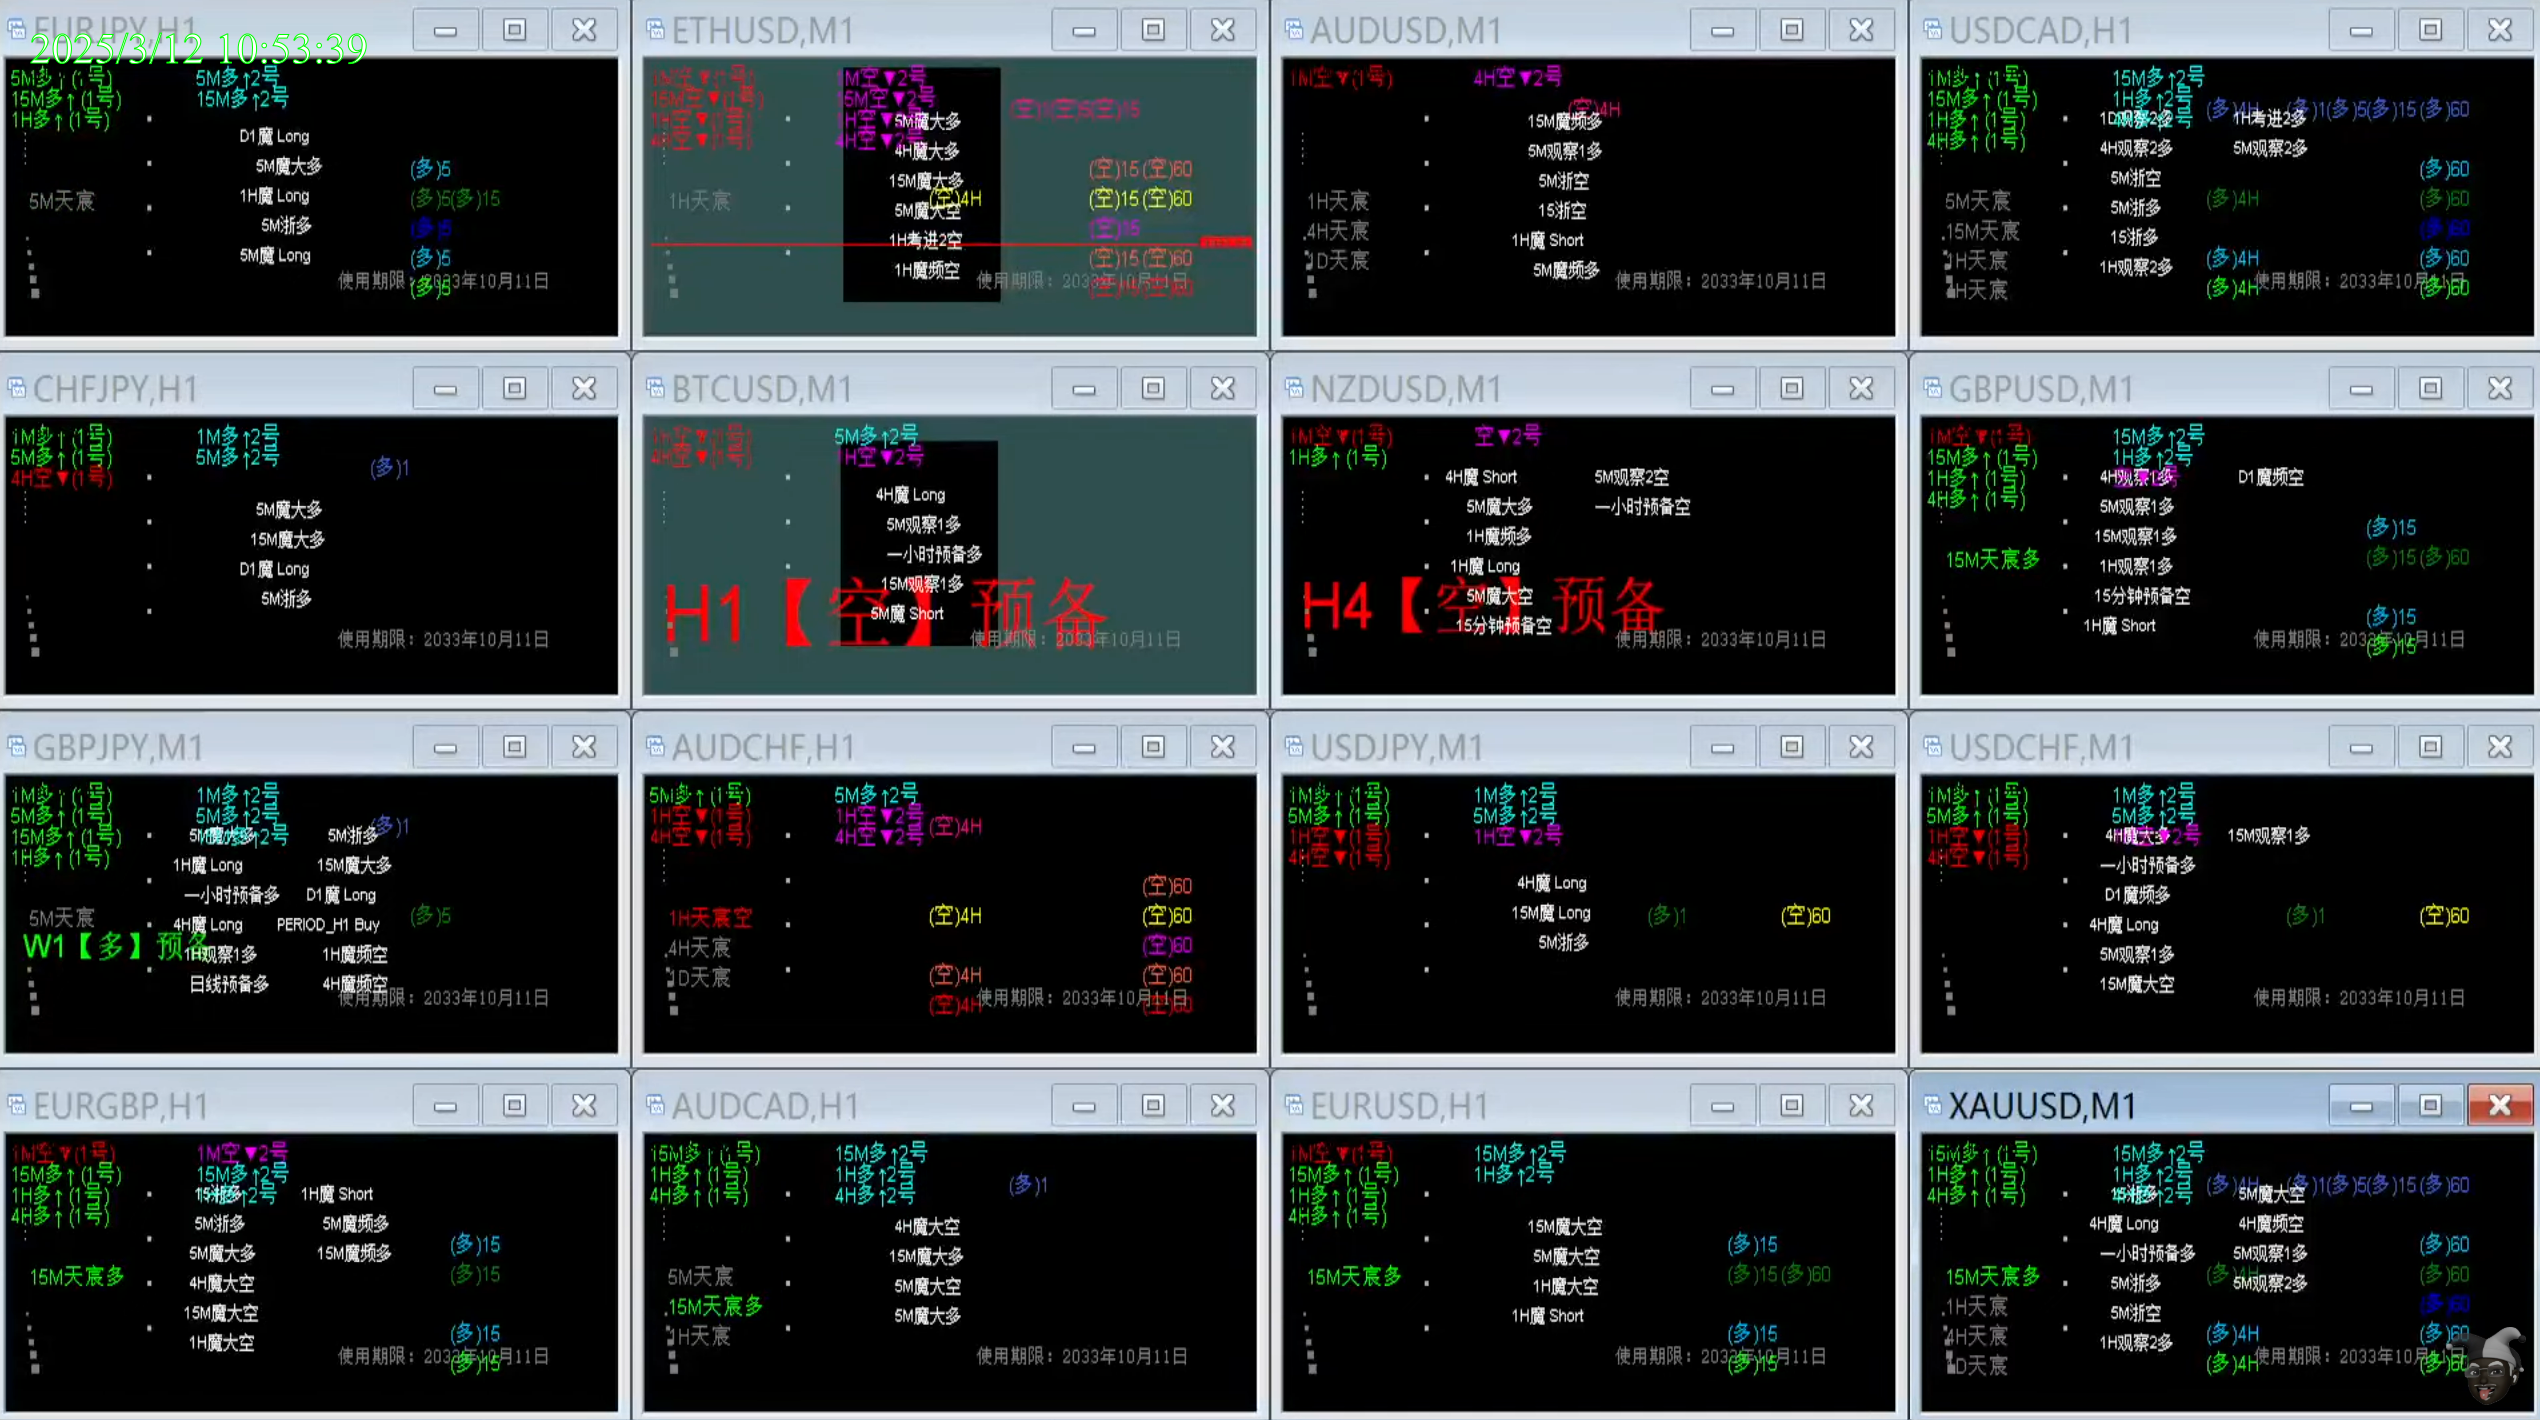 EURJPY,H1
2025/3/12 10:53:39
5M多↑(1号)
5M多↑2号
15M多↑(1号)
15M多↑2号
1H多↑(1号)
D1魔 Long
5M魔大多
(多)5
1H魔 Long
5M天宸
(多)5(多)15
5M浙多
(多)5
5M魔 Long
(多)5
使用期限：2033年10月11日
(多)5
ETHUSD,M1
1M空▼(1号)
1M空▼2号
15M空▼(1号)
15M空▼2号
1H空▼(1号)
1H空▼2号
4H空▼(1号)
4H空▼2号
(空)1(空)5(空)15
5M魔大多
4H魔大多
15M魔大多
(空)15(空)60
1H天宸
(空)4H
(空)15(空)60
5M魔大空
(空)15
1H考进2空
(空)15(空)60
1H魔频空
使用期限：2033年10月11日
AUDUSD,M1
1M空▼(1号)
4H空▼2号
(空)4H
15M魔频多
5M观察1多
5M浙空
1H天宸
15浙空
4H天宸
1H魔 Short
1D天宸
5M魔频多
使用期限：2033年10月11日
USDCAD,H1
1M多↑(1号)
15M多↑2号
15M多↑(1号)
1H多↑2号
1H多↑(1号)
4H多↑(1号)
(多)4H
(多)1(多)5(多)15(多)60
1H考进2多
4H观察2多
5M观察2多
5M浙空
(多)60
5M天宸
5M浙多
(多)4H
(多)60
15M天宸
15浙多
(多)60
1H天宸
1H观察2多
(多)4H
(多)60
4H天宸
(多)4H
使用期限：2033年10月11日
(多)60
CHFJPY,H1
1M多↑(1号)
1M多↑2号
5M多↑(1号)
5M多↑2号
4H空▼(1号)
(多)1
5M魔大多
15M魔大多
D1魔 Long
5M浙多
使用期限：2033年10月11日
BTCUSD,M1
1M空▼(1号)
5M多↑2号
4H空▼(1号)
1H空▼2号
4H魔 Long
5M观察1多
一小时预备多
15M观察1多
H1【空】预备
5M魔 Short
使用期限：2033年10月11日
NZDUSD,M1
1M空▼(1号)
空▼2号
1H多↑(1号)
4H魔 Short
5M观察2空
5M魔大多
一小时预备空
1H魔频多
1H魔 Long
5M魔大空
H4【空】预备
15分钟预备空
使用期限：2033年10月11日
GBPUSD,M1
1M空▼(1号)
15M多↑2号
15M多↑(1号)
1H多↑2号
1H多↑(1号)
4H多↑(1号)
4H观察1多
D1魔频空
5M观察1多
15M观察1多
(多)15
15M天宸多
1H观察1多
(多)15(多)60
15分钟预备空
1H魔 Short
(多)15
使用期限：2033年10月11日
(多)15
GBPJPY,M1
1M多↑(1号)
1M多↑2号
5M多↑(1号)
5M多↑2号
15M多↑(1号)
1H多↑(1号)
(多)1
5M魔大多
5M浙多
1H魔 Long
15M魔大多
一小时预备多
D1魔 Long
5M天宸
4H魔 Long
PERIOD_H1 Buy
(多)5
W1【多】预备
1H观察1多
1H魔频空
日线预备多
4H魔频空
使用期限：2033年10月11日
AUDCHF,H1
5M多↑(1号)
5M多↑2号
1H空▼(1号)
1H空▼2号
4H空▼(1号)
4H空▼2号
(空)4H
(空)60
1H天宸空
(空)4H
(空)60
4H天宸
(空)60
1D天宸
(空)4H
(空)60
(空)4H
使用期限：2033年10月11日
(空)60
USDJPY,M1
1M多↑(1号)
1M多↑2号
5M多↑(1号)
5M多↑2号
1H空▼(1号)
1H空▼2号
4H空▼(1号)
4H魔 Long
15M魔 Long
(多)1
(空)60
5M浙多
使用期限：2033年10月11日
USDCHF,M1
1M多↑(1号)
1M多↑2号
5M多↑(1号)
5M多↑2号
1H空▼(1号)
4H空▼(1号)
4H魔大多
15M观察1多
一小时预备多
D1魔频多
4H魔 Long
(多)1
(空)60
5M观察1多
15M魔大空
使用期限：2033年10月11日
EURGBP,H1
1M空▼(1号)
1M空▼2号
15M多↑(1号)
15M多↑2号
1H多↑(1号)
4H多↑(1号)
15浙多
1H魔 Short
5M浙多
5M魔频多
5M魔大多
15M魔频多
(多)15
15M天宸多
4H魔大空
(多)15
15M魔大空
1H魔大空
(多)15
使用期限：2033年10月11日
(多)15
AUDCAD,H1
15M多↑(1号)
15M多↑2号
1H多↑(1号)
1H多↑2号
4H多↑(1号)
4H多↑2号
(多)1
4H魔大空
15M魔大多
5M天宸
5M魔大空
15M天宸多
5M魔大多
1H天宸
使用期限：2033年10月11日
EURUSD,H1
1M空▼(1号)
15M多↑2号
15M多↑(1号)
1H多↑2号
1H多↑(1号)
4H多↑(1号)
15M魔大空
(多)15
5M魔大空
15M天宸多
1H魔大空
(多)15(多)60
1H魔 Short
(多)15
使用期限：2033年10月11日
(多)15
XAUUSD,M1
15M多↑(1号)
15M多↑2号
1H多↑(1号)
1H多↑2号
4H多↑(1号)
(多)4H
(多)1(多)5(多)15(多)60
15浙多
5M魔大空
4H魔 Long
4H魔频空
一小时预备多
5M观察1多
(多)60
15M天宸多
5M浙多
5M观察2多
(多)60
1H天宸
5M浙空
(多)60
4H天宸
1H观察2多
(多)4H
(多)60
1D天宸
(多)4H
使用期限：2033年10月11日
(多)60